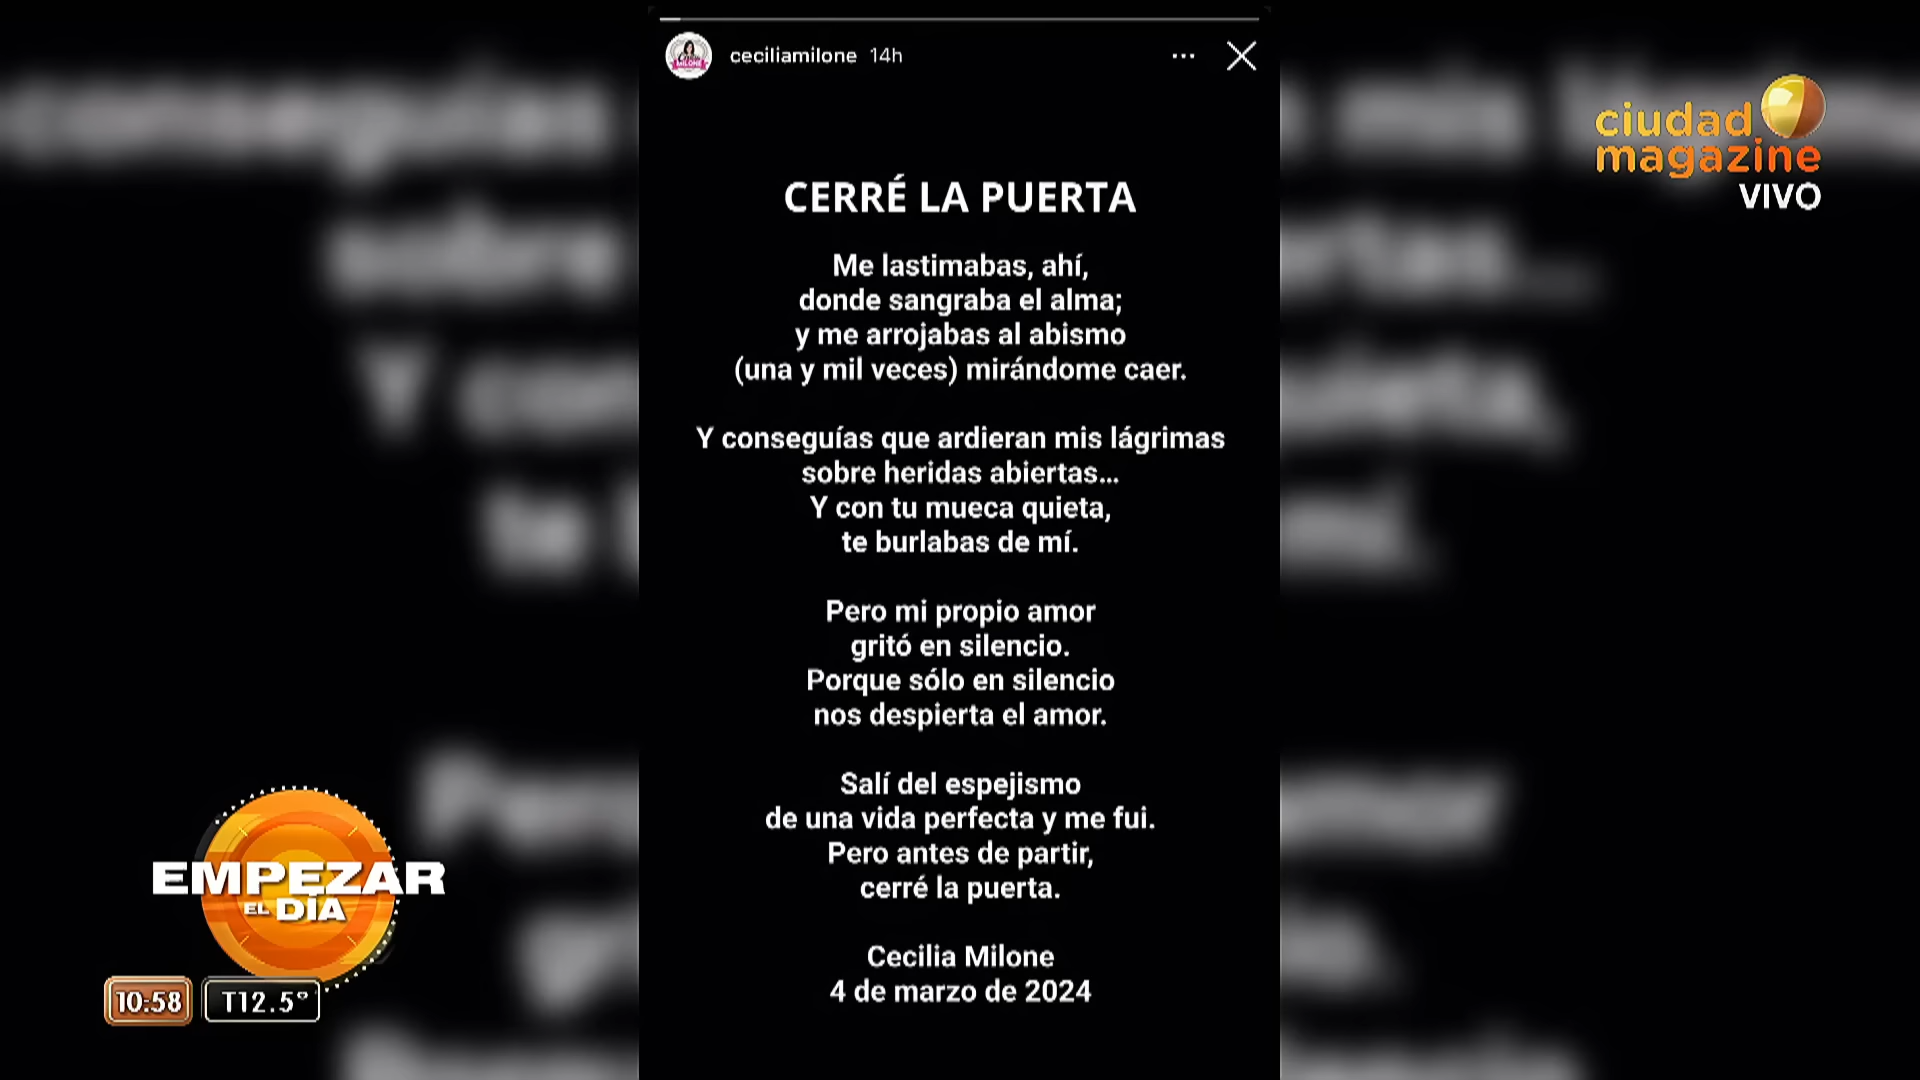 ceciliamilone 14h
ciudad
magazine
VIVO
CERRÉ LA PUERTA
Me lastimabas, ahí,
donde sangraba el alma;
y me arrojabas al abismo
(una y mil veces) mirándome caer.
Y conseguías que ardieran mis lágrimas
sobre heridas abiertas...
Y con tu mueca quieta,
te burlabas de mí.
Pero mi propio amor
gritó en silencio.
Porque sólo en silencio
nos despierta el amor.
Salí del espejismo
de una vida perfecta y me fui.
Pero antes de partir,
cerré la puerta.
Cecilia Milone
4 de marzo de 2024
EMPEZAR
EL DÍA
10:58 T12.5°